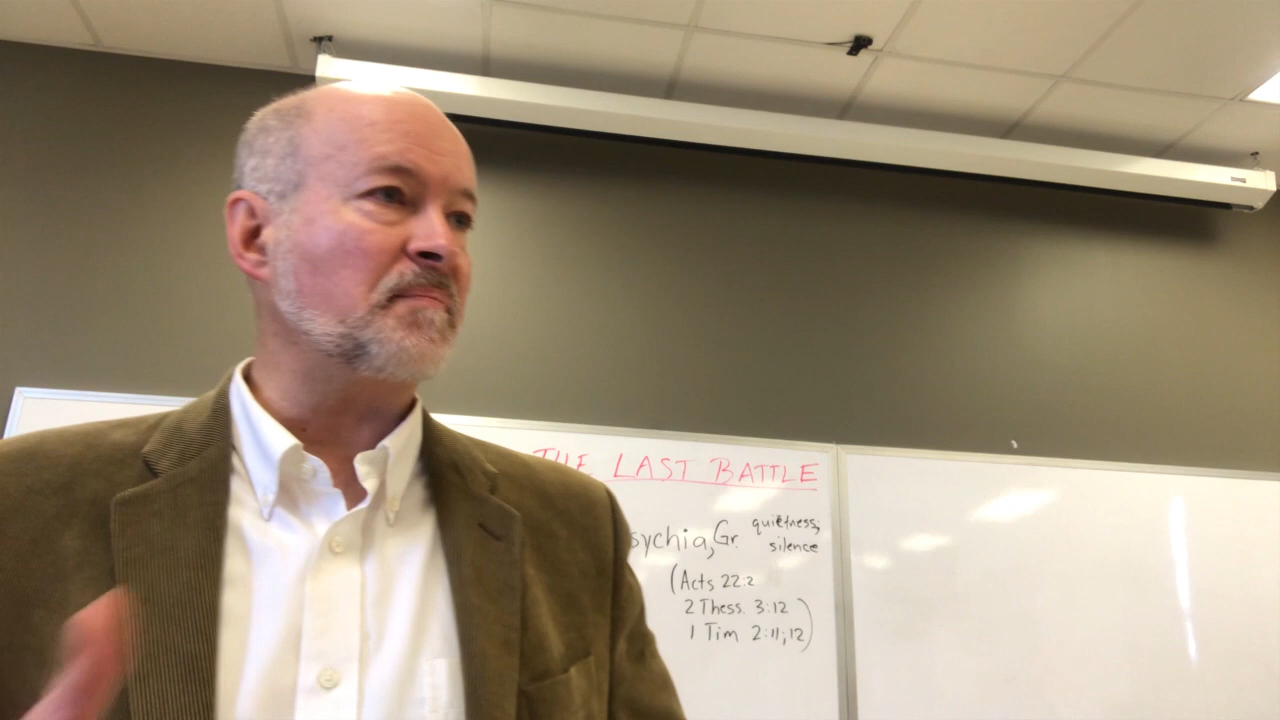 THE LAST BATTLE
sychia, Gr. quietness;
silence
(Acts 22:2
2 Thess. 3:12
1 Tim 2:11;12)